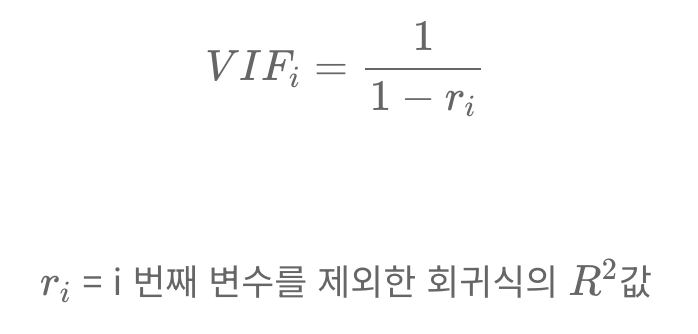 VIF_i = \frac{1}{1 - r_i}
r_i = i 번째 변수를 제외한 회귀식의 R^2값